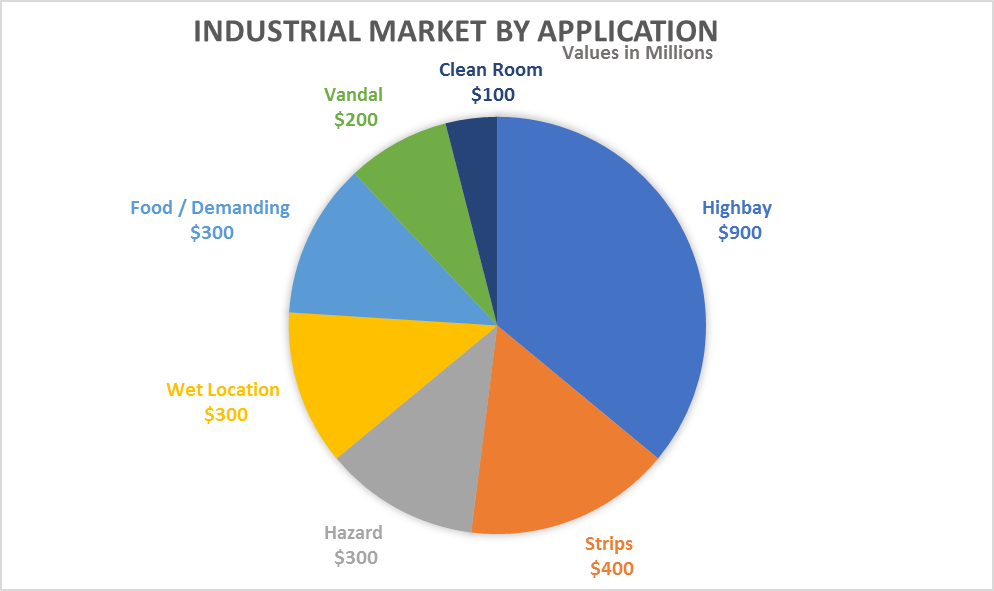 INDUSTRIAL MARKET BY APPLICATION
Values in Millions
Clean Room
$100
Vandal
$200
Highbay
$900
Food / Demanding
$300
Wet Location
$300
Hazard
$300
Strips
$400